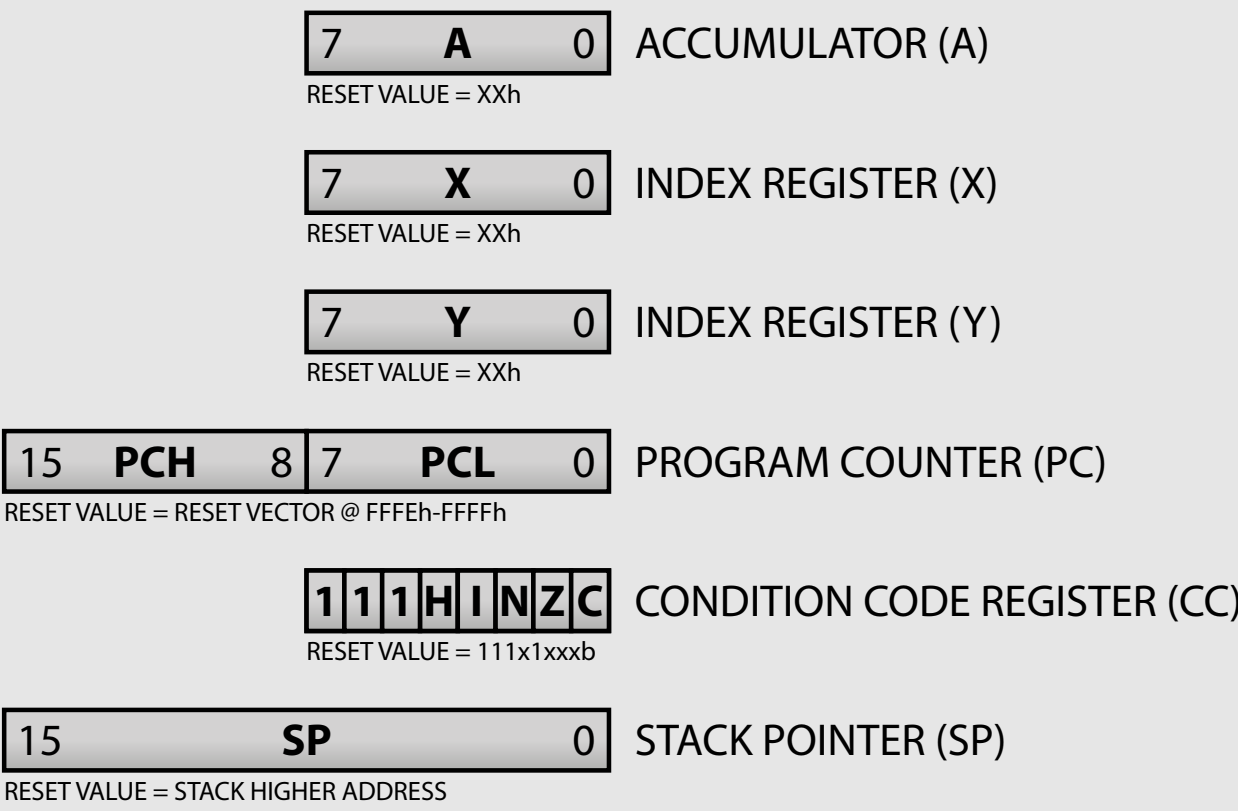 7 A 0 ACCUMULATOR (A)
RESET VALUE = XXh
7 X 0 INDEX REGISTER (X)
RESET VALUE = XXh
7 Y 0 INDEX REGISTER (Y)
RESET VALUE = XXh
15 PCH 8 7 PCL 0 PROGRAM COUNTER (PC)
RESET VALUE = RESET VECTOR @ FFFEh-FFFFh
1 1 1 H I N Z C CONDITION CODE REGISTER (CC)
RESET VALUE = 111x1xxxb
15 SP 0 STACK POINTER (SP)
RESET VALUE = STACK HIGHER ADDRESS